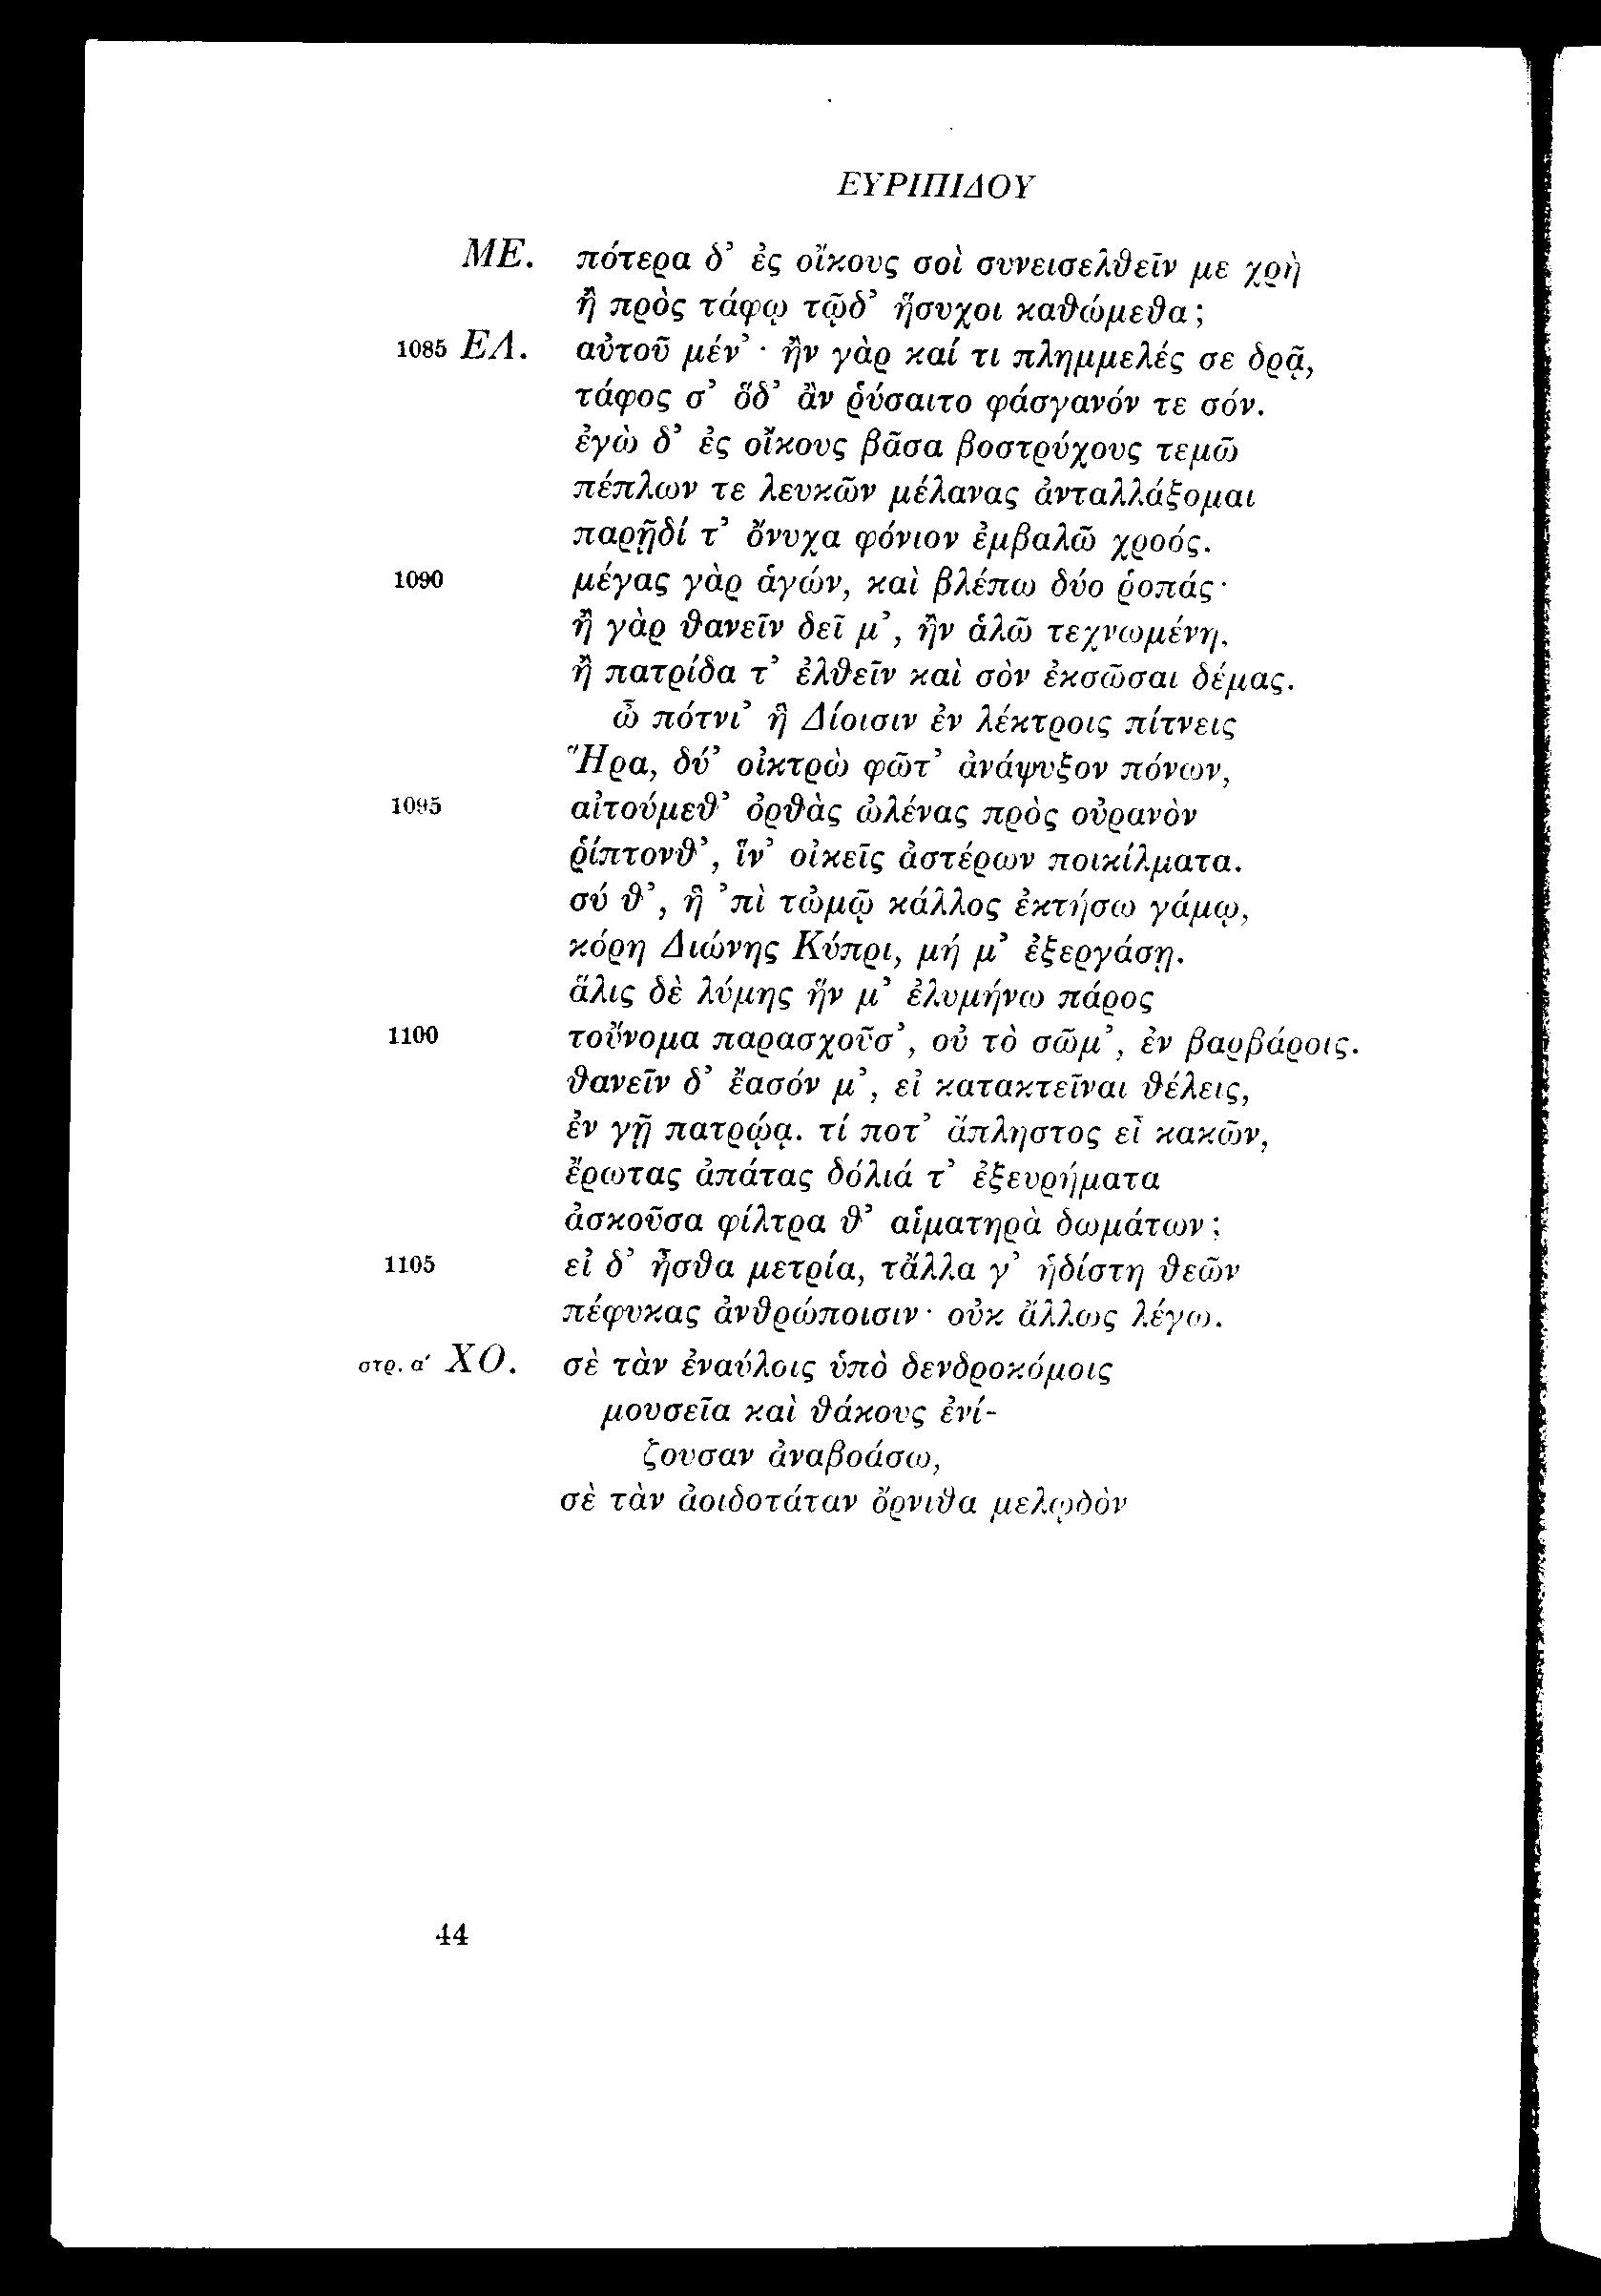 ΕΥΡΙΠΙΔΟΥ
ΜΕ. πότερα δ’ ἐς οἴκους σοὶ συνεισελθεῖν με χρὴ
ἢ πρὸς τάφῳ τῷδ’ ἥσυχοι καθώμεθα;
1085 ΕΛ. αὐτοῦ μέν’· ἢν γὰρ καί τι πλημμελές σε δρᾷ,
τάφος σ’ ὅδ’ ἂν ῥύσαιτο φάσγανόν τε σόν.
ἐγὼ δ’ ἐς οἴκους βᾶσα βοστρύχους τεμῶ
πέπλων τε λευκῶν μέλανας ἀνταλλάξομαι
παρῇδί τ’ ὄνυχα φόνιον ἐμβαλῶ χροός.
1090 μέγας γὰρ ἁγών, καὶ βλέπω δύο ῥοπάς·
ἢ γὰρ θανεῖν δεῖ μ’, ἢν ἁλῶ τεχνωμένη,
ἢ πατρίδα τ’ ἐλθεῖν καὶ σὸν ἐκσῶσαι δέμας.
ὦ πότνι’ ἣ Δίοισιν ἐν λέκτροις πίτνεις
Ἥρα, δύ’ οἰκτρὼ φῶτ’ ἀνάψυξον πόνων,
1095 αἰτούμεθ’ ὀρθὰς ὠλένας πρὸς οὐρανὸν
ῥίπτονθ’, ἵν’ οἰκεῖς ἀστέρων ποικίλματα.
σύ θ’, ἣ ’πὶ τὠμῷ κάλλος ἐκτήσω γάμῳ,
κόρη Διώνης Κύπρι, μή μ’ ἐξεργάσῃ.
ἅλις δὲ λύμης ἥν μ’ ἐλυμήνω πάρος
1100 τοὔνομα παρασχοῦσ’, οὐ τὸ σῶμ’, ἐν βαρβάροις.
θανεῖν δ’ ἔασόν μ’, εἰ κατακτεῖναι θέλεις,
ἐν γῇ πατρῴᾳ. τί ποτ’ ἄπληστος εἶ κακῶν,
ἔρωτας ἀπάτας δόλιά τ’ ἐξευρήματα
ἀσκοῦσα φίλτρα θ’ αἱματηρὰ δωμάτων;
1105 εἰ δ’ ἦσθα μετρία, τἄλλα γ’ ἡδίστη θεῶν
πέφυκας ἀνθρώποισιν· οὐκ ἄλλως λέγω.
στρ. α′ ΧΟ. σὲ τὰν ἐναύλοις ὑπὸ δενδροκόμοις
μουσεῖα καὶ θάκους ἐνί-
ζουσαν ἀναβοάσω,
σὲ τὰν ἀοιδοτάταν ὄρνιθα μελῳδὸν
44